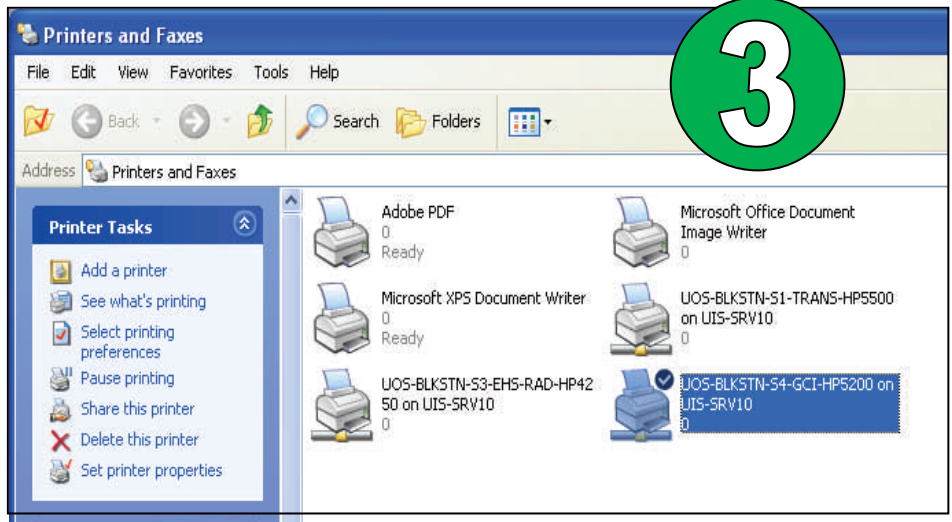 Printers and Faxes
3
File Edit View Favorites Tools Help
Back Search Folders
Address Printers and Faxes
Printer Tasks
Add a printer
See what's printing
Select printing
preferences
Pause printing
Share this printer
Delete this printer
Set printer properties
Adobe PDF
0
Ready
Microsoft Office Document
Image Writer
0
Microsoft XPS Document Writer
0
Ready
UOS-BLKSTN-S1-TRANS-HP5500
on UIS-SRV10
0
UOS-BLKSTN-S3-EHS-RAD-HP42
50 on UIS-SRV10
0
UOS-BLKSTN-S4-GCI-HP5200 on
UIS-SRV10
0